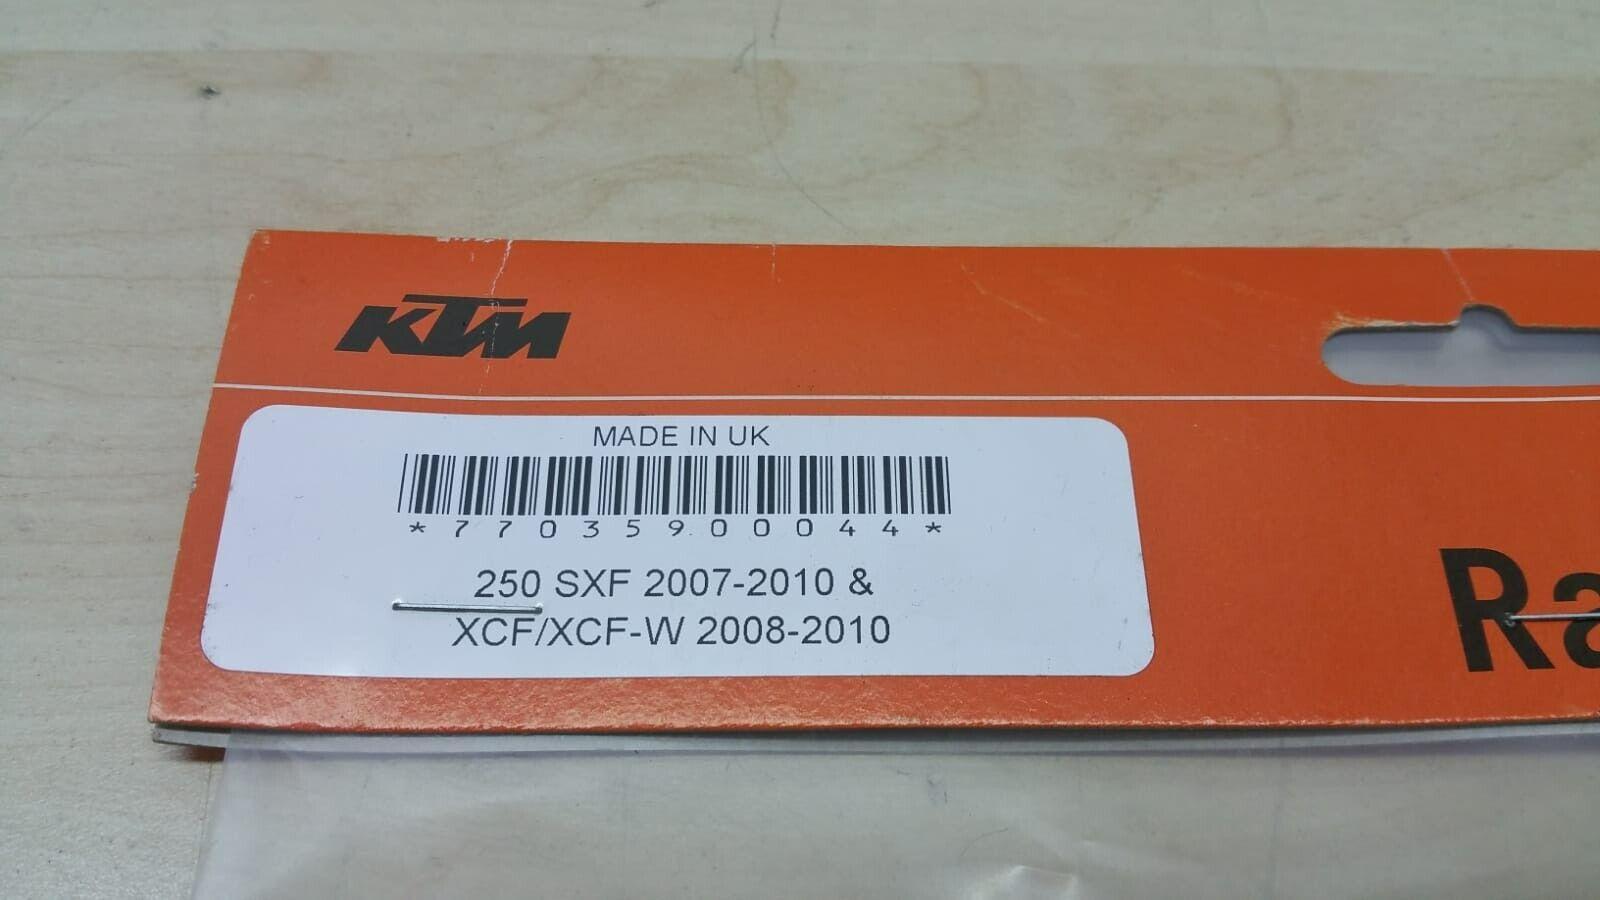 KTM
MADE IN UK
*77035900044*
250 SXF 2007-2010 &
XCF/XCF-W 2008-2010
Ra